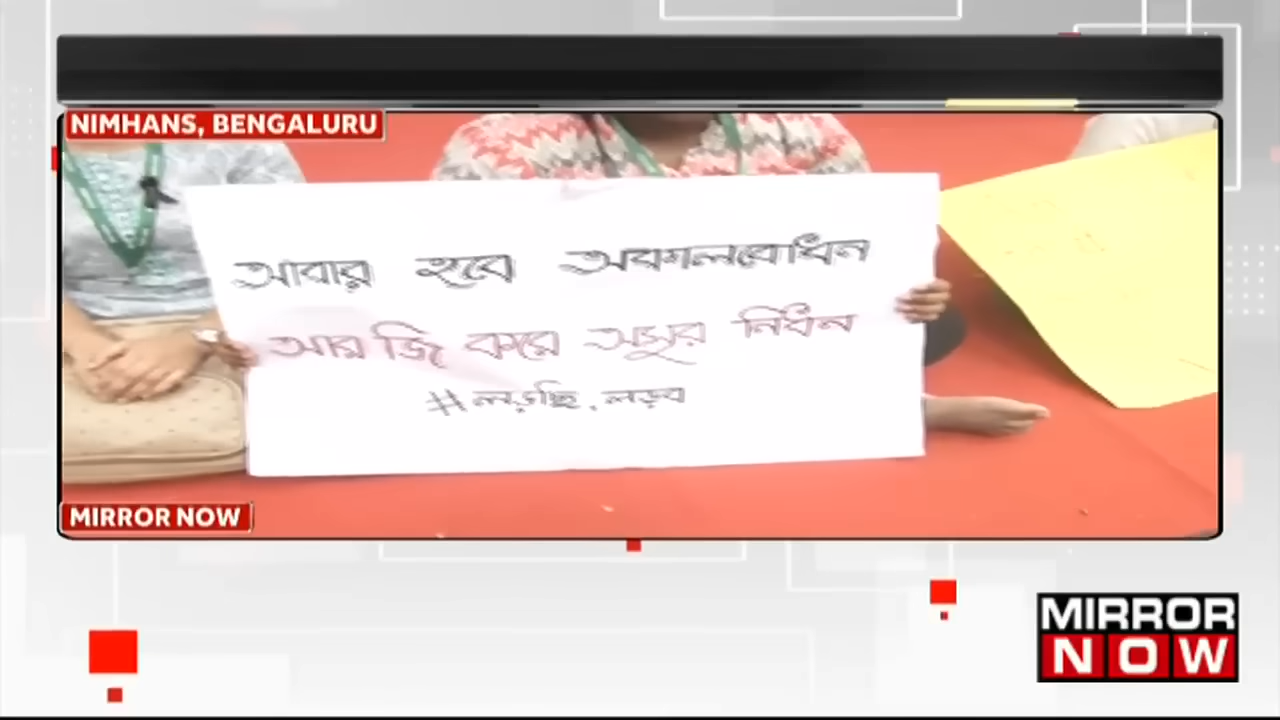 NIMHANS, BENGALURU
আবার হবে অকালবোধন
আর জি করে অসুর নিধন
#লড়ছি, লড়ব
MIRROR NOW
MIRROR
NOW